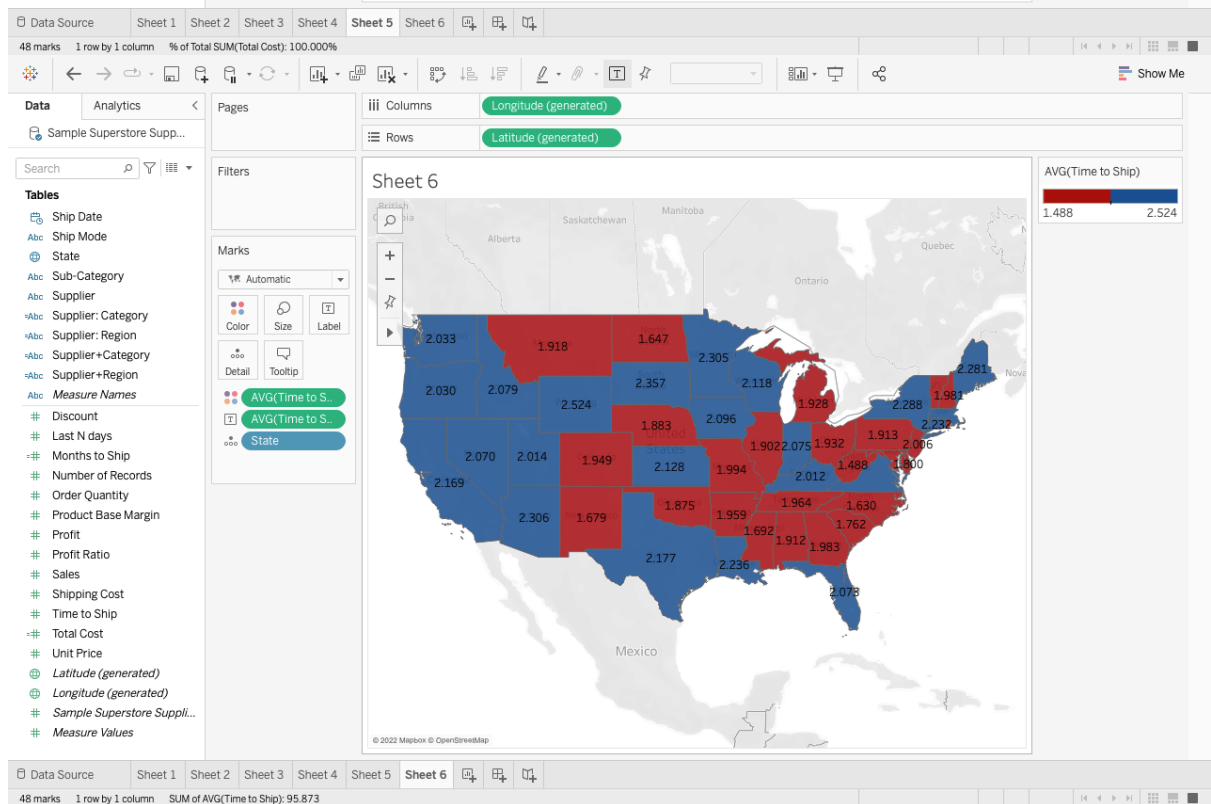 Data Source Sheet 1 Sheet 2 Sheet 3 Sheet 4 Sheet 5 Sheet 6
48 marks 1 row by 1 column % of Total SUM(Total Cost): 100.000%
Show Me
Data Analytics
Sample Superstore Supp...
Search
Tables
Ship Date
Abc Ship Mode
State
Abc Sub-Category
Abc Supplier
=Abc Supplier: Category
=Abc Supplier: Region
=Abc Supplier+Category
=Abc Supplier+Region
Abc Measure Names
# Discount
# Last N days
=# Months to Ship
# Number of Records
# Order Quantity
# Product Base Margin
# Profit
# Profit Ratio
# Sales
# Shipping Cost
# Time to Ship
=# Total Cost
# Unit Price
Latitude (generated)
Longitude (generated)
# Sample Superstore Suppli...
# Measure Values
Pages
Filters
Marks
Automatic
Color Size Label
Detail Tooltip
AVG(Time to S..
AVG(Time to S..
State
Columns Longitude (generated)
Rows Latitude (generated)
Sheet 6
British
Saskatchewan
Manitoba
Alberta
Quebec
Ontario
2.033
1.918
1.647
2.305
2.281
Nova
2.030
2.079
2.357
2.118
1.981
2.524
1.928
2.288
1.883
2.096
2.232
United
States
1.913
2.006
2.070
2.014
1.949
2.128
1.994
1.902
2.075
1.932
1.488
1.800
2.169
2.012
2.306
1.679
1.875
1.959
1.964
1.630
1.762
1.692
1.912
1.983
2.177
2.236
2.073
Mexico
© 2022 Mapbox © OpenStreetMap
AVG(Time to Ship)
1.488 2.524
Data Source Sheet 1 Sheet 2 Sheet 3 Sheet 4 Sheet 5 Sheet 6
48 marks 1 row by 1 column SUM of AVG(Time to Ship): 95.873